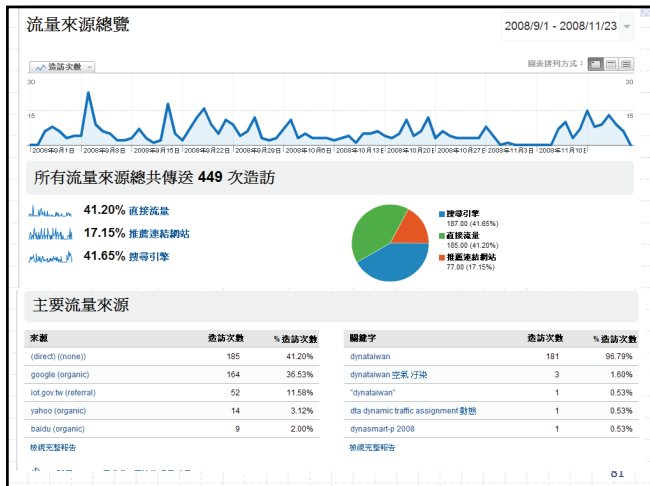 流量來源總覽
2008/9/1 - 2008/11/23
造訪次數
圖表排列方式：
30
30
15
15
2008年9月1日 2008年9月8日 2008年9月15日 2008年9月22日 2008年9月29日 2008年10月6日 2008年10月13日 2008年10月20日 2008年10月27日 2008年11月3日 2008年11月10日
所有流量來源總共傳送 449 次造訪
41.20% 直接流量
17.15% 推薦連結網站
41.65% 搜尋引擎
搜尋引擎
187.00 (41.65%)
直接流量
185.00 (41.20%)
推薦連結網站
77.00 (17.15%)
主要流量來源
來源 造訪次數 % 造訪次數
(direct) ((none)) 185 41.20%
google (organic) 164 36.53%
iot.gov.tw (referral) 52 11.58%
yahoo (organic) 14 3.12%
baidu (organic) 9 2.00%
檢視完整報告
關鍵字 造訪次數 % 造訪次數
dynataiwan 181 96.79%
dynataiwan 空氣 汙染 3 1.60%
"dynataiwan" 1 0.53%
dta dynamic traffic assignment 動態 1 0.53%
dynasmart-p 2008 1 0.53%
檢視完整報告
81